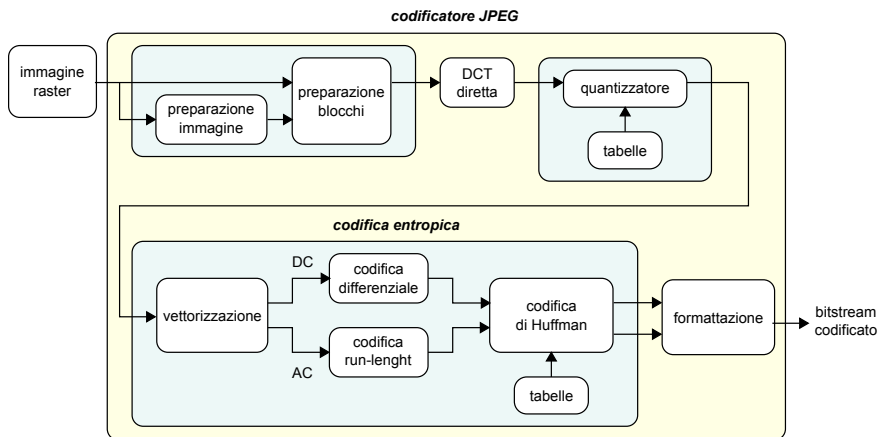 codificatore JPEG
immagine
raster
preparazione
immagine
preparazione
blocchi
DCT
diretta
quantizzatore
tabelle
codifica entropica
vettorizzazione
DC
codifica
differenziale
AC
codifica
run-lenght
codifica
di Huffman
tabelle
formattazione
bitstream
codificato